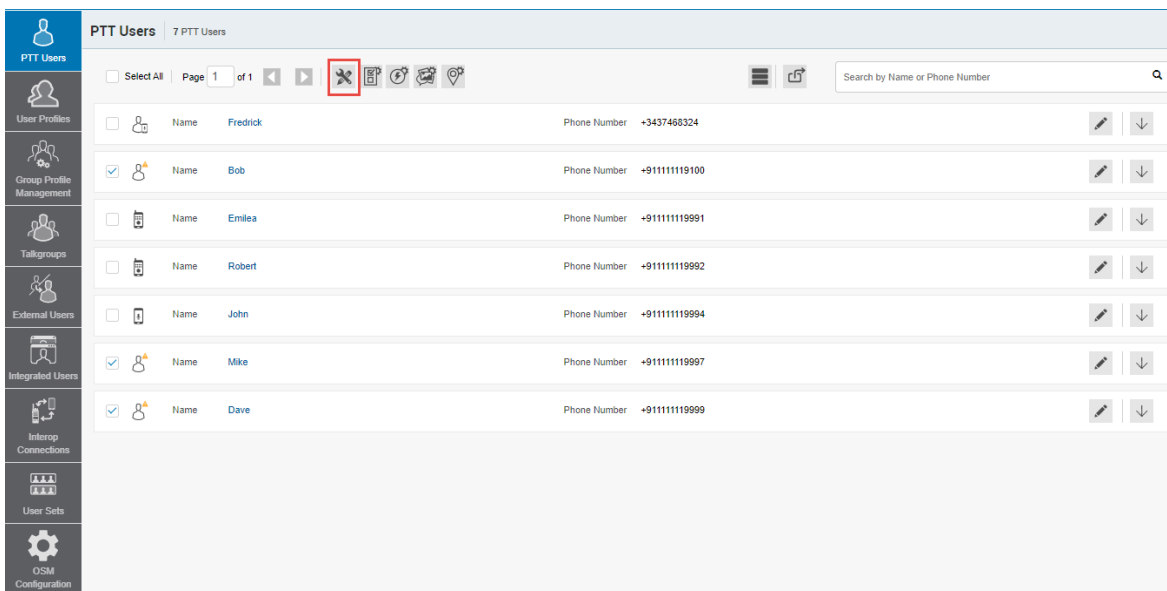 PTT Users
User Profiles
Group Profile
Management
Talkgroups
External Users
Integrated Users
Interop
Connections
User Sets
OSM
Configuration
PTT Users 7 PTT Users
Select All Page 1 of 1 Search by Name or Phone Number
Name Fredrick Phone Number +3437468324
Name Bob Phone Number +911111119100
Name Emilea Phone Number +911111119991
Name Robert Phone Number +911111119992
Name John Phone Number +911111119994
Name Mike Phone Number +911111119997
Name Dave Phone Number +911111119999